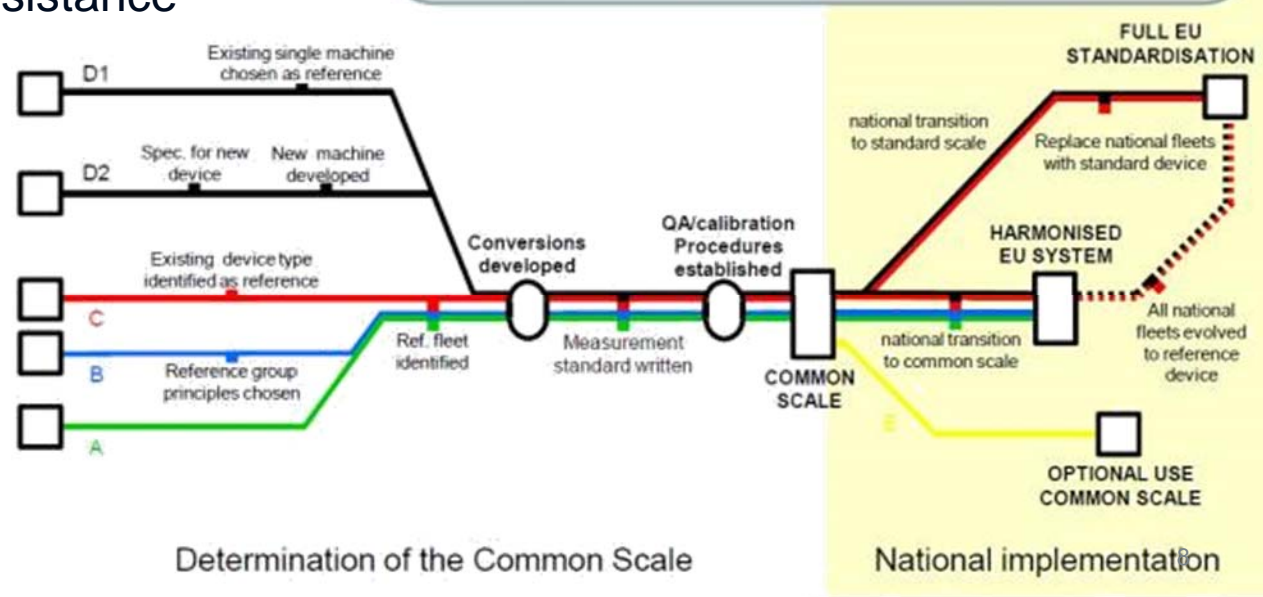 sistance
FULL EU
STANDARDISATION
D1
Existing single machine
chosen as reference
national transition
to standard scale
Replace national fleets
with standard device
D2
Spec. for new
device
New machine
developed
QA/calibration
Procedures
established
Conversions
developed
HARMONISED
EU SYSTEM
Existing device type
identified as reference
C
Ref. fleet
identified
Measurement
standard written
national transition
to common scale
All national
fleets evolved
to reference
device
B
Reference group
principles chosen
COMMON
SCALE
E
A
OPTIONAL USE
COMMON SCALE
Determination of the Common Scale
National implementation
8